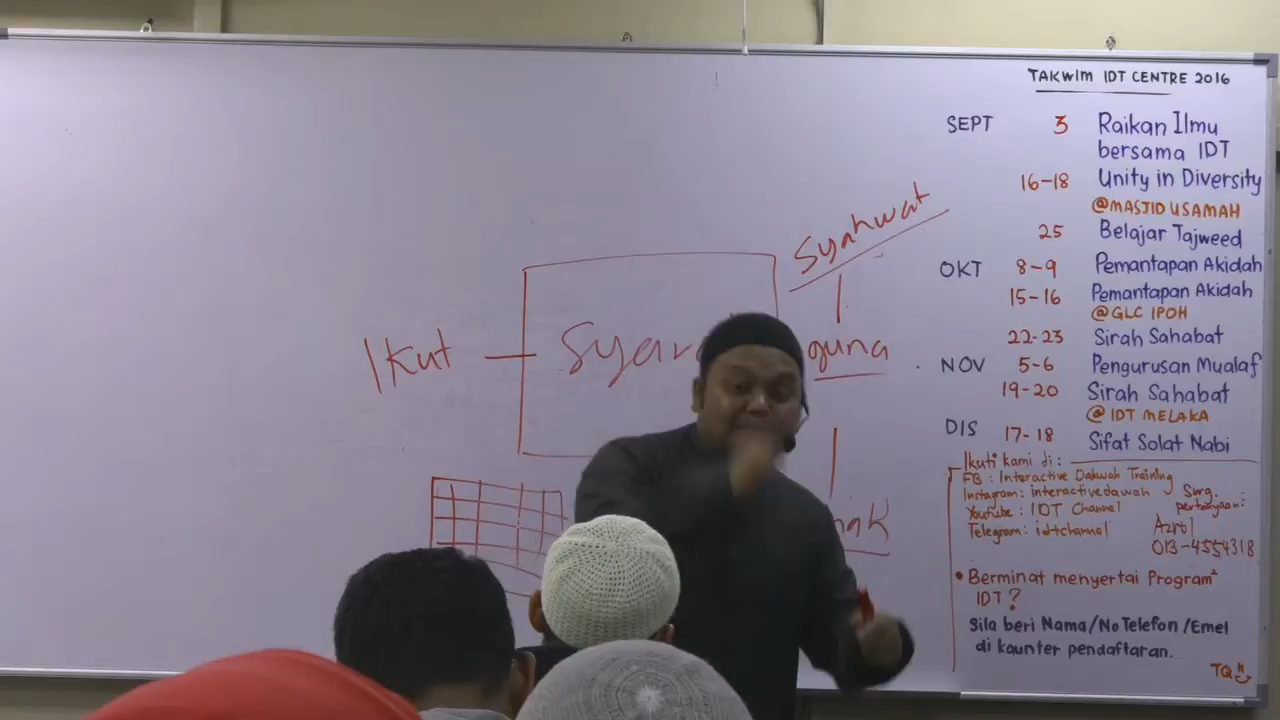 TAKWIM IDT CENTRE 2016
SEPT 3 Raikan Ilmu
bersama IDT
16-18 Unity in Diversity
@MASJID USAMAH
25 Belajar Tajweed
OKT 8-9 Pemantapan Akidah
15-16 Pemantapan Akidah
@GLC IPOH
22-23 Sirah Sahabat
NOV 5-6 Pengurusan Mualaf
19-20 Sirah Sahabat
@IDT MELAKA
DIS 17-18 Sifat Solat Nabi
Ikuti kami di:
FB: Interactive Dakwah Training
Instagram: interactivedawah
Youtube: IDT Channel
Telegram: idtchannel
Sbrg. pertanyaan:
Azrol
013-4554318
• Berminat menyertai Program²
IDT?
Sila beri Nama/No Telefon/Emel
di kaunter pendaftaran.
TQ
Syahwat
Ikut Syara guna